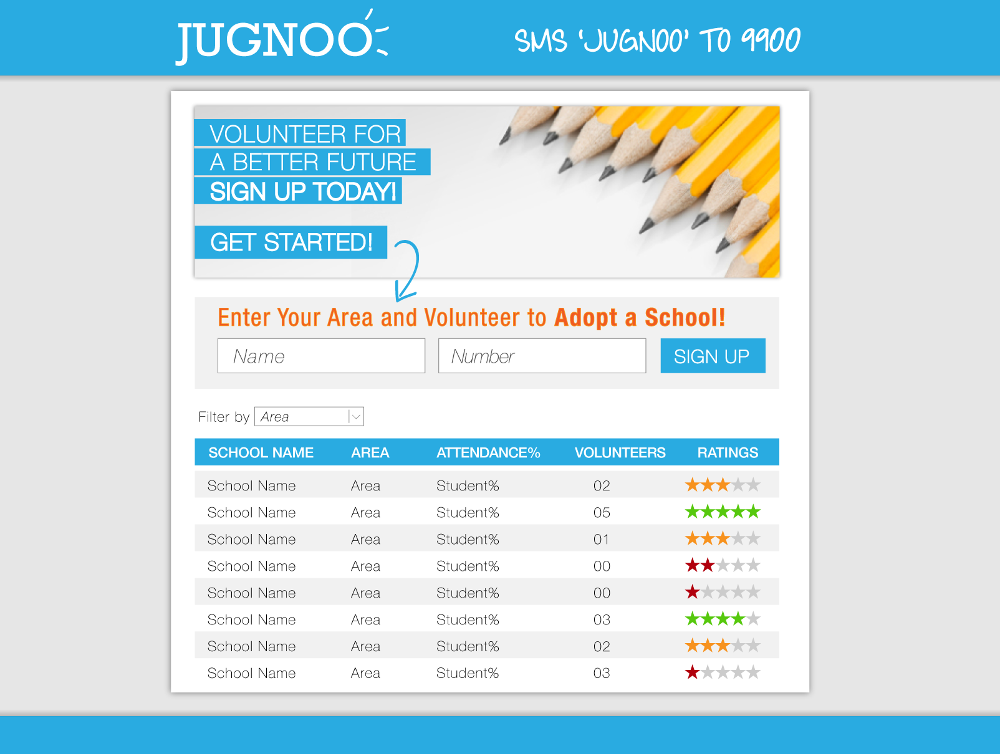 JUGNOO
SMS 'JUGNOO' TO 9900
VOLUNTEER FOR
A BETTER FUTURE
SIGN UP TODAY!
GET STARTED!
Enter Your Area and Volunteer to Adopt a School!
Name Number SIGN UP
Filter by Area
SCHOOL NAME AREA ATTENDANCE% VOLUNTEERS RATINGS
School Name Area Student% 02
School Name Area Student% 05
School Name Area Student% 01
School Name Area Student% 00
School Name Area Student% 00
School Name Area Student% 03
School Name Area Student% 02
School Name Area Student% 03